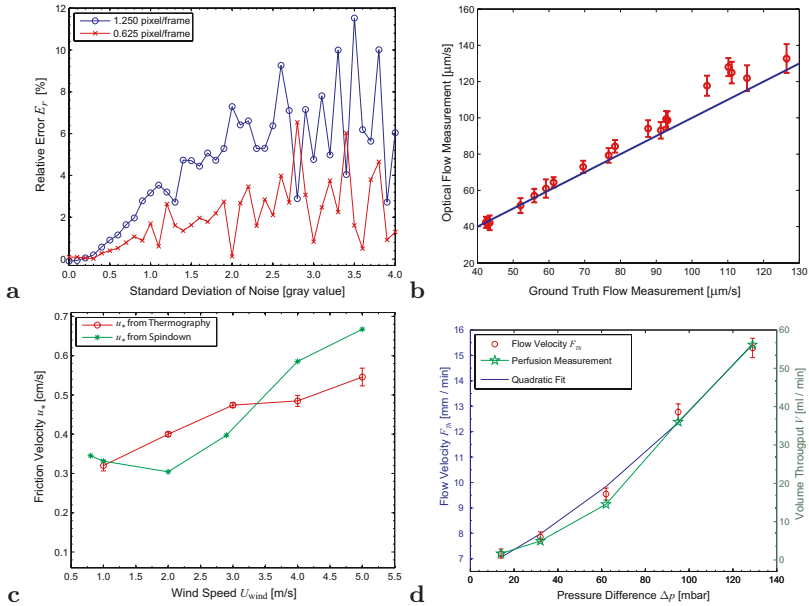 1.250 pixel/frame
0.625 pixel/frame
12
10
8
6
4
2
0
Relative Error E_r [%]
0.0 0.5 1.0 1.5 2.0 2.5 3.0 3.5 4.0
Standard Deviation of Noise [gray value]
a
160
140
120
100
80
60
40
20
0
Optical Flow Measurement [μm/s]
40 50 60 70 80 90 100 110 120 130
Ground Truth Flow Measurement [μm/s]
b
u* from Thermography
u* from Spindown
0.7
0.6
0.5
0.4
0.3
0.2
0.1
Friction Velocity u* [cm/s]
0.5 1.0 1.5 2.0 2.5 3.0 3.5 4.0 4.5 5.0 5.5
Wind Speed U_wind [m/s]
c
Flow Velocity F_Th
Perfusion Measurement
Quadratic Fit
16
15
14
13
12
11
10
9
8
7
Flow Velocity F_Th [mm / min]
60
50
40
30
20
10
0
Volume Througput V [ml / min]
0 20 40 60 80 100 120 140
Pressure Difference Δp [mbar]
d